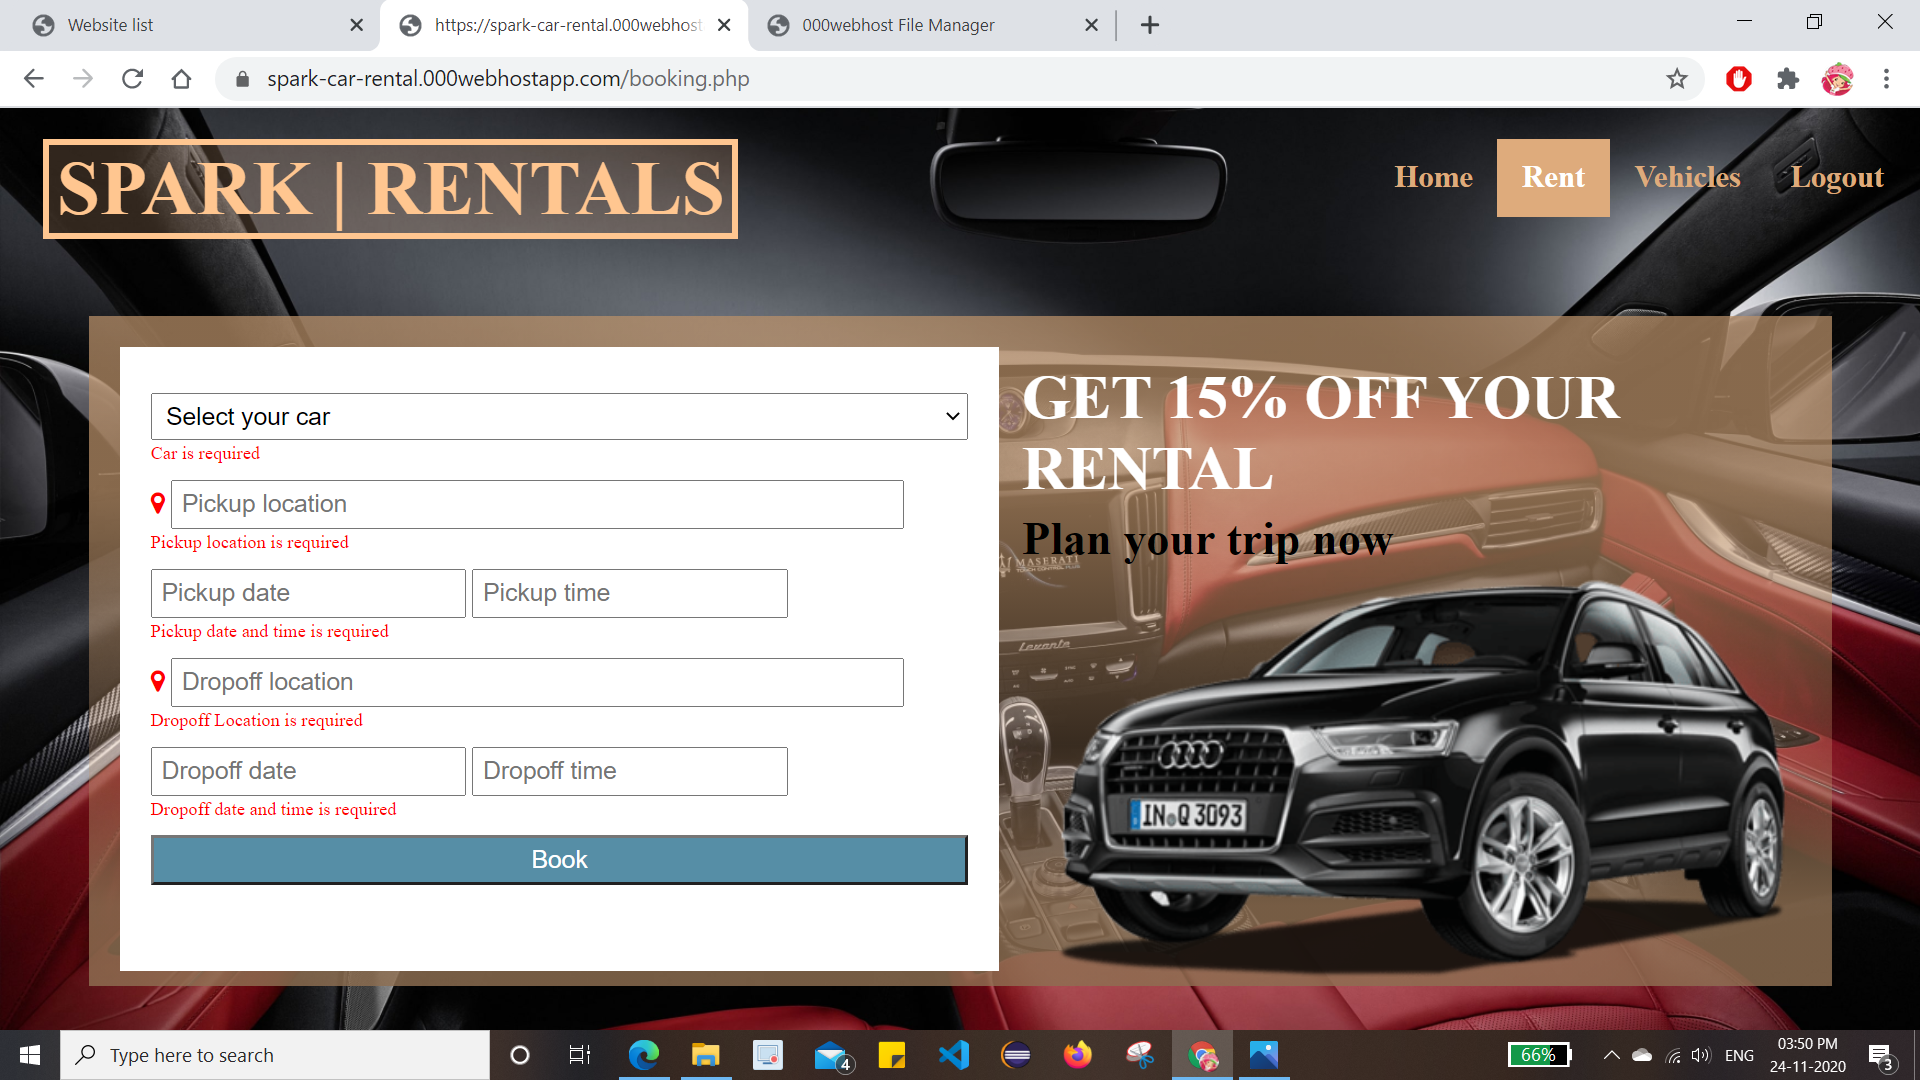 Website list
https://spark-car-rental.000webhost
000webhost File Manager
spark-car-rental.000webhostapp.com/booking.php
SPARK | RENTALS
Home
Rent
Vehicles
Logout
Select your car
Car is required
Pickup location
Pickup location is required
Pickup date
Pickup time
Pickup date and time is required
Dropoff location
Dropoff Location is required
Dropoff date
Dropoff time
Dropoff date and time is required
Book
GET 15% OFF YOUR
RENTAL
Plan your trip now
MASERATI
Levante
IN Q 3093
Type here to search
4
66%
ENG
03:50 PM
24-11-2020
3